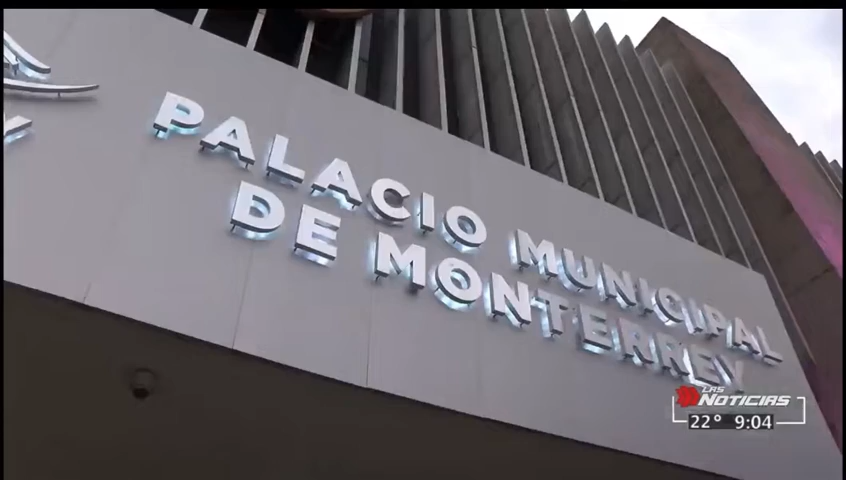 PALACIO MUNICIPAL
DE MONTERREY
LAS
NOTICIAS
22° 9:04